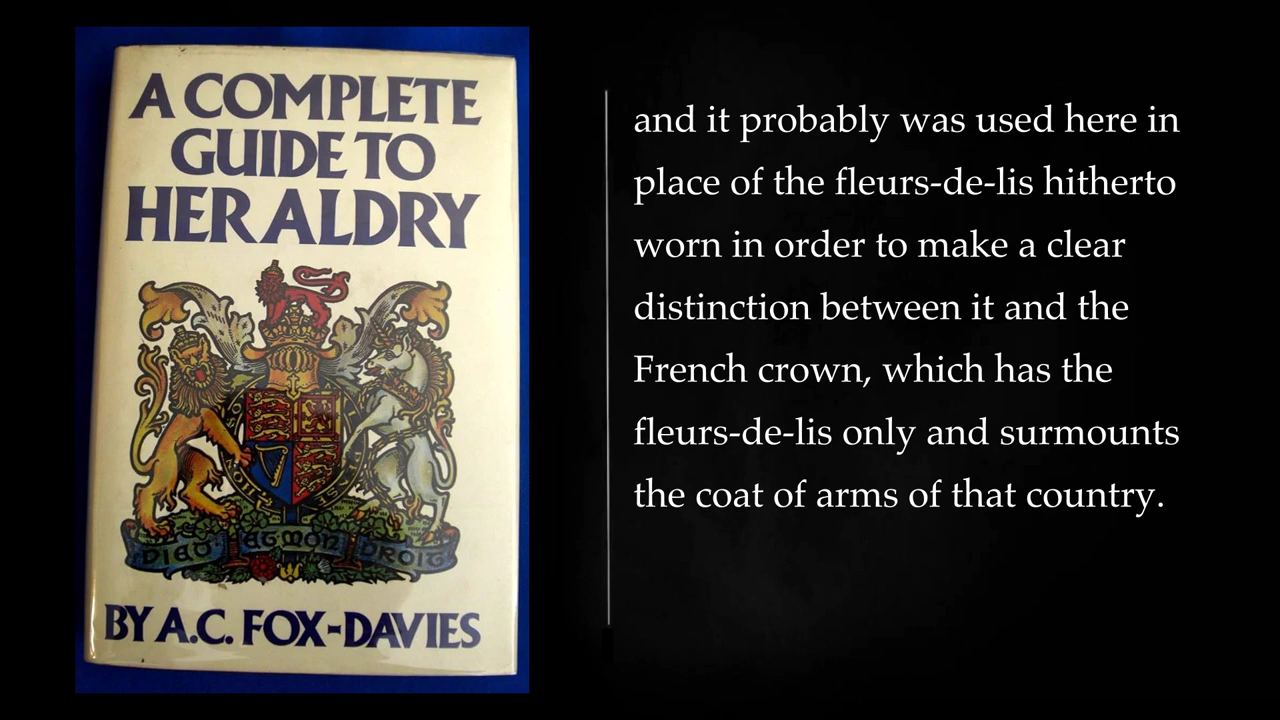 A COMPLETE
GUIDE TO
HERALDRY
DIEU ET MON DROIT
BY A.C. FOX-DAVIES
and it probably was used here in
place of the fleurs-de-lis hitherto
worn in order to make a clear
distinction between it and the
French crown, which has the
fleurs-de-lis only and surmounts
the coat of arms of that country.